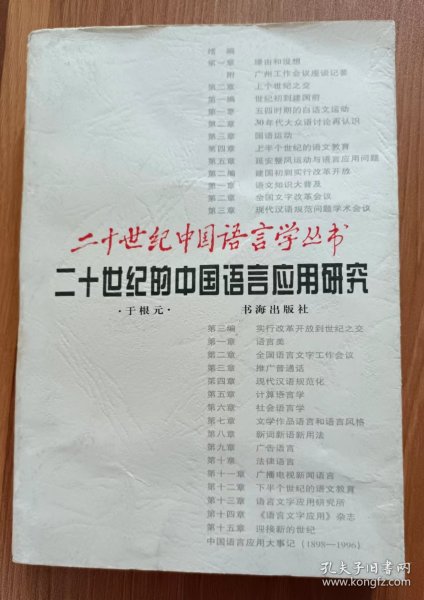 绪编
第一章 缘由和设想
附 广州工作会议座谈记要
第二章 上个世纪之交
第一编 世纪初到建国前
第一章 五四时期的白话文运动
第二章 30年代大众语讨论再认识
第三章 国语运动
第四章 上半个世纪的语文教育
第五章 延安整风运动与语言应用问题
第二编 建国初到实行改革开放
第一章 语文知识大普及
第二章 全国文字改革会议
第三章 现代汉语规范问题学术会议
二十世纪中国语言学丛书
二十世纪的中国语言应用研究
·于根元· 书海出版社
第三编 实行改革开放到世纪之交
第一章 语言美
第二章 全国语言文字工作会议
第三章 推广普通话
第四章 现代汉语规范化
第五章 计算语言学
第六章 社会语言学
第七章 文学作品语言和语言风格
第八章 新词新语新用法
第九章 广告语言
第十章 法律语言
第十一章 广播电视新闻语言
第十二章 下半个世纪的语文教育
第十三章 语言文字应用研究所
第十四章 《语言文字应用》杂志
第十五章 迎接新的世纪
中国语言应用大事记(1898—1996)
孔夫子旧书网
www.kongfz.com